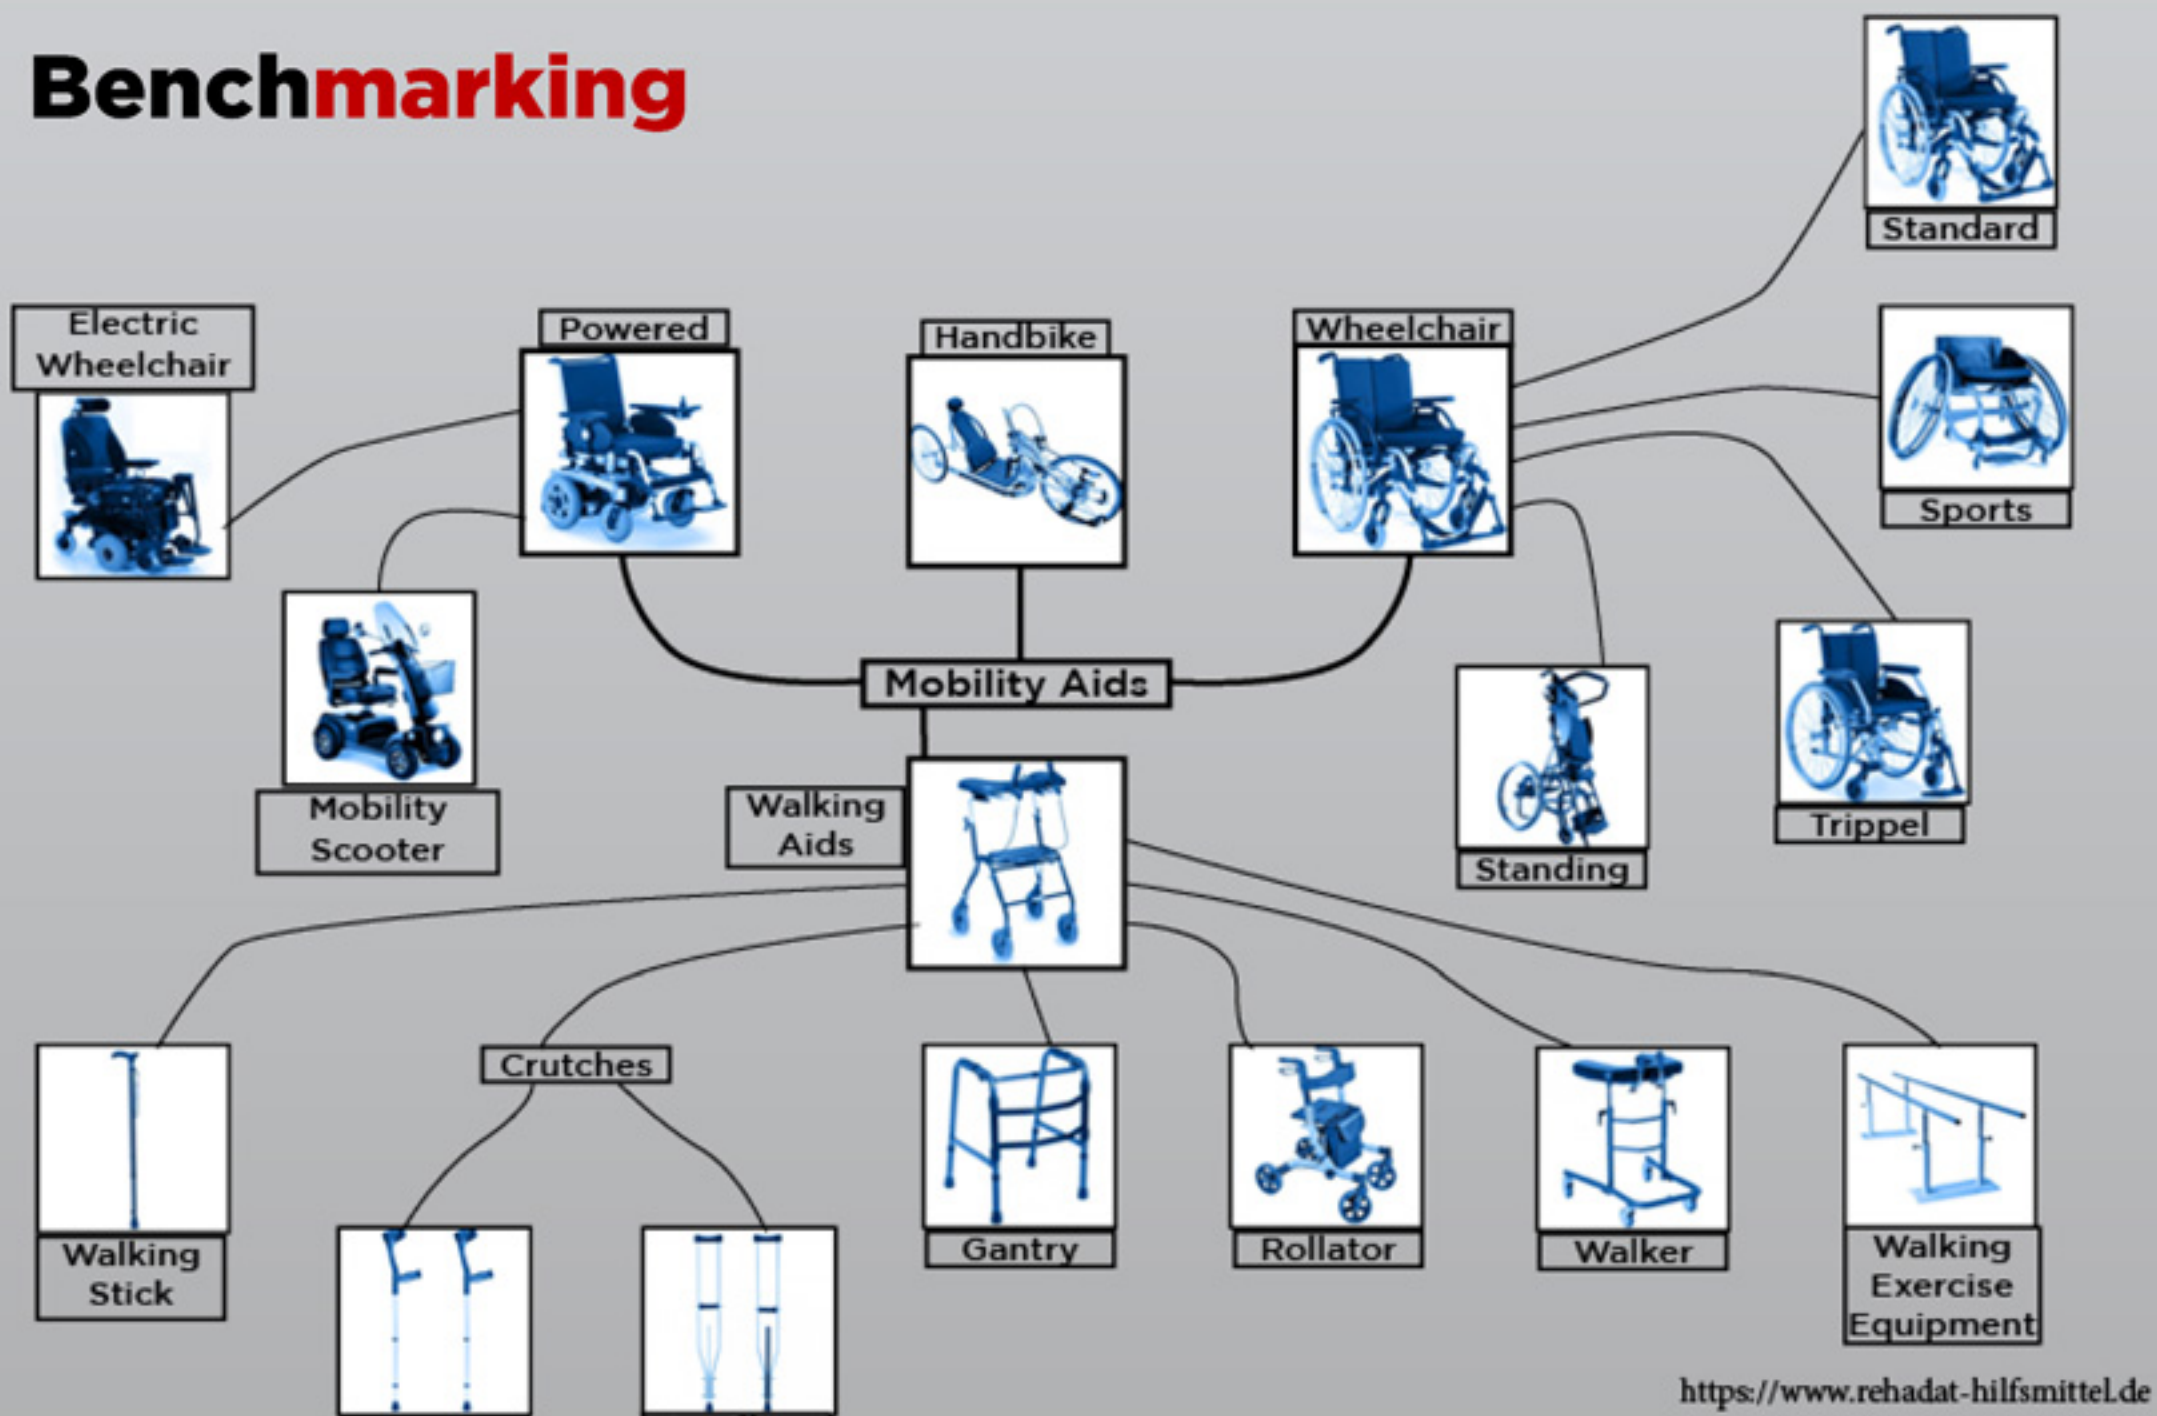 Benchmarking
Standard
Electric
Wheelchair
Powered
Handbike
Wheelchair
Sports
Mobility Aids
Mobility
Scooter
Walking
Aids
Standing
Trippel
Crutches
Walking
Stick
Gantry
Rollator
Walker
Walking
Exercise
Equipment
https://www.rehadat-hilfsmittel.de